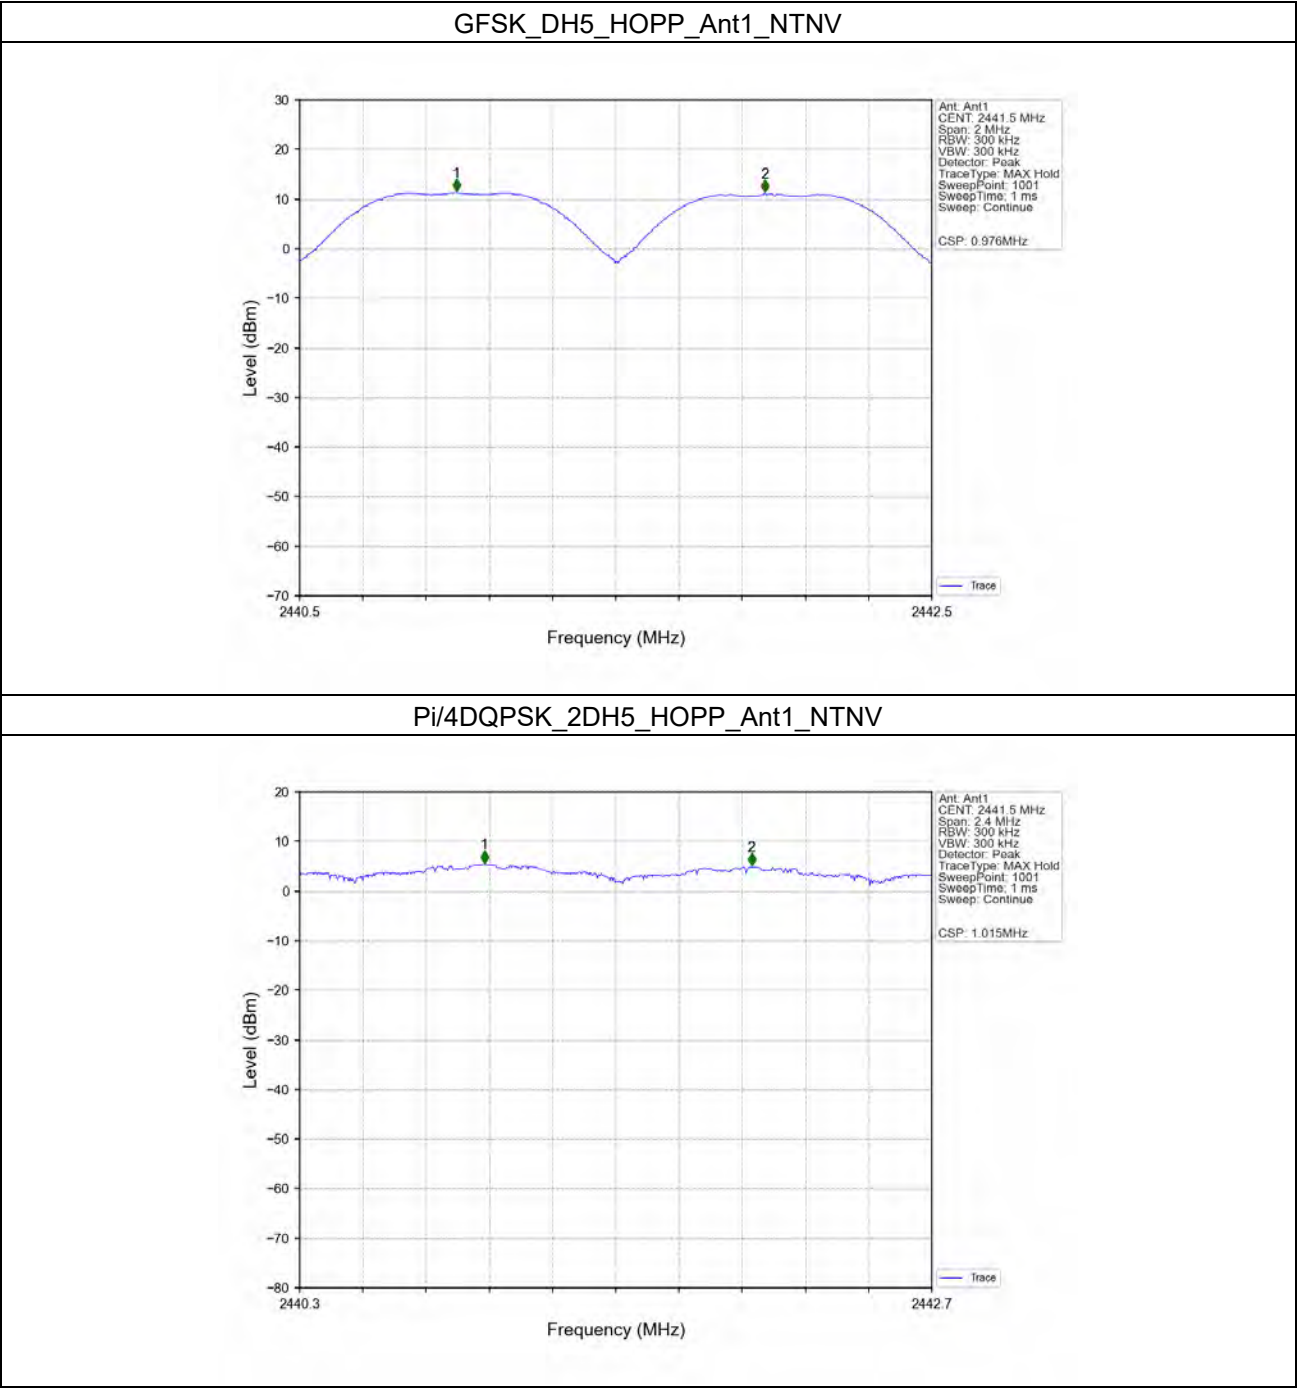 GFSK_DH5_HOPP_Ant1_NTNV
30
20
10
0
−10
−20
−30
−40
−50
−60
−70
Level (dBm)
1
2
Ant: Ant1
CENT: 2441.5 MHz
Span: 2 MHz
RBW: 300 kHz
VBW: 300 kHz
Detector: Peak
TraceType: MAX Hold
SweepPoint: 1001
SweepTime: 1 ms
Sweep: Continue
CSP: 0.976MHz
Trace
2440.5
2442.5
Frequency (MHz)
Pi/4DQPSK_2DH5_HOPP_Ant1_NTNV
20
10
0
−10
−20
−30
−40
−50
−60
−70
−80
Level (dBm)
1
2
Ant: Ant1
CENT: 2441.5 MHz
Span: 2.4 MHz
RBW: 300 kHz
VBW: 300 kHz
Detector: Peak
TraceType: MAX Hold
SweepPoint: 1001
SweepTime: 1 ms
Sweep: Continue
CSP: 1.015MHz
Trace
2440.3
2442.7
Frequency (MHz)